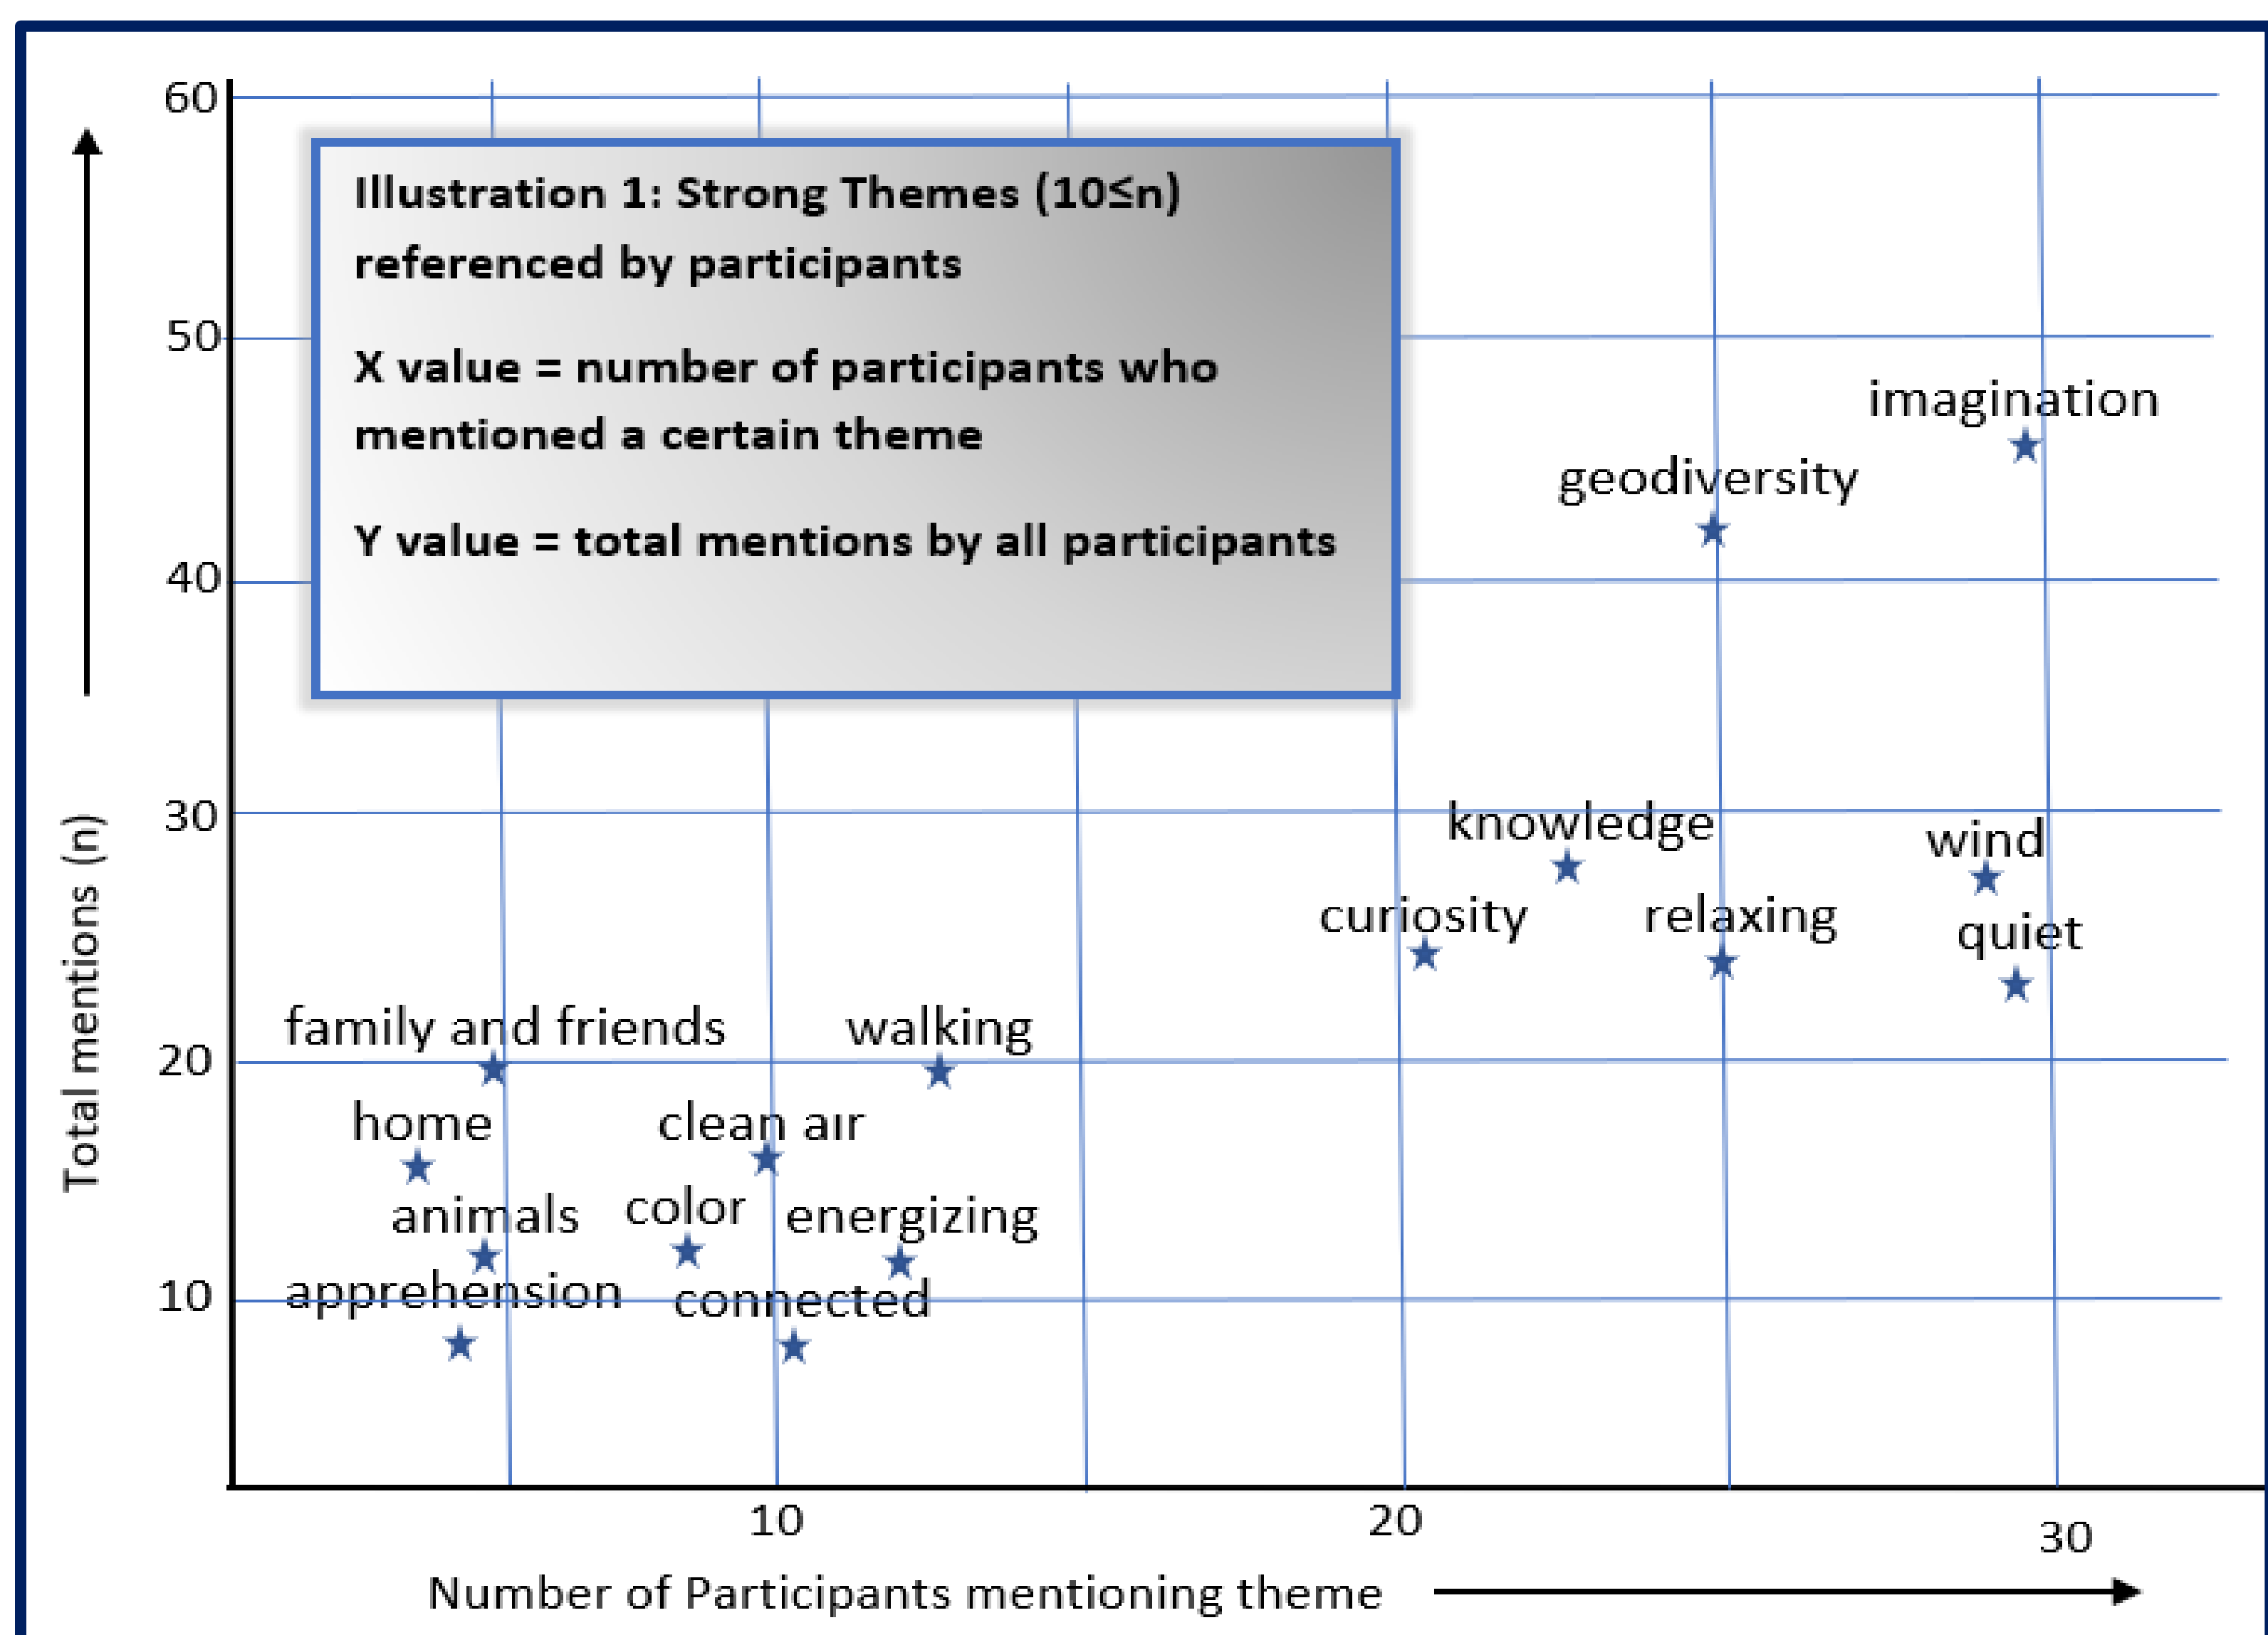 60
Illustration 1: Strong Themes (10≤n)
referenced by participants
50
X value = number of participants who
mentioned a certain theme
imagination
geodiversity
Y value = total mentions by all participants
40
30
knowledge
wind
curiosity
relaxing
quiet
Total mentions (n)
family and friends
walking
20
home
clean air
animals
color
energizing
10
apprehension
connected
10
20
30
Number of Participants mentioning theme